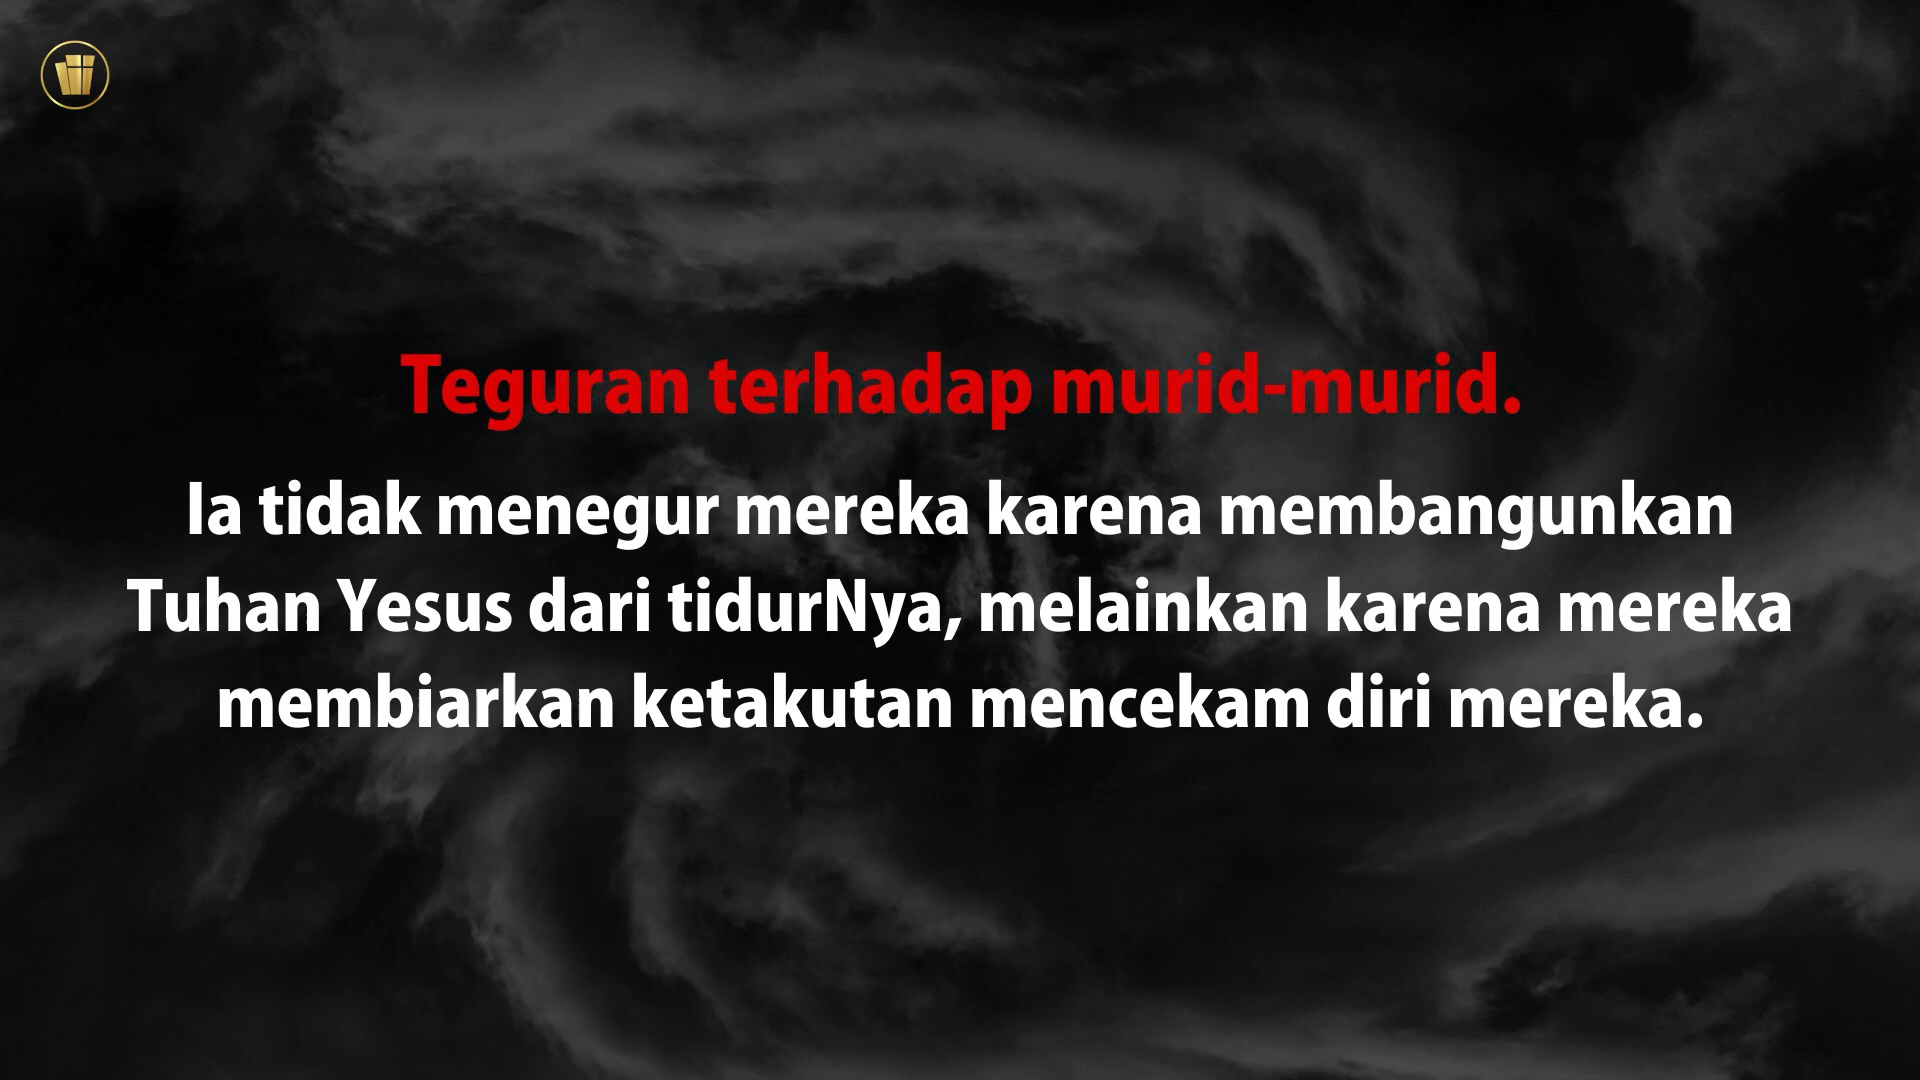 Teguran terhadap murid-murid.
Ia tidak menegur mereka karena membangunkan
Tuhan Yesus dari tidurNya, melainkan karena mereka
membiarkan ketakutan mencekam diri mereka.